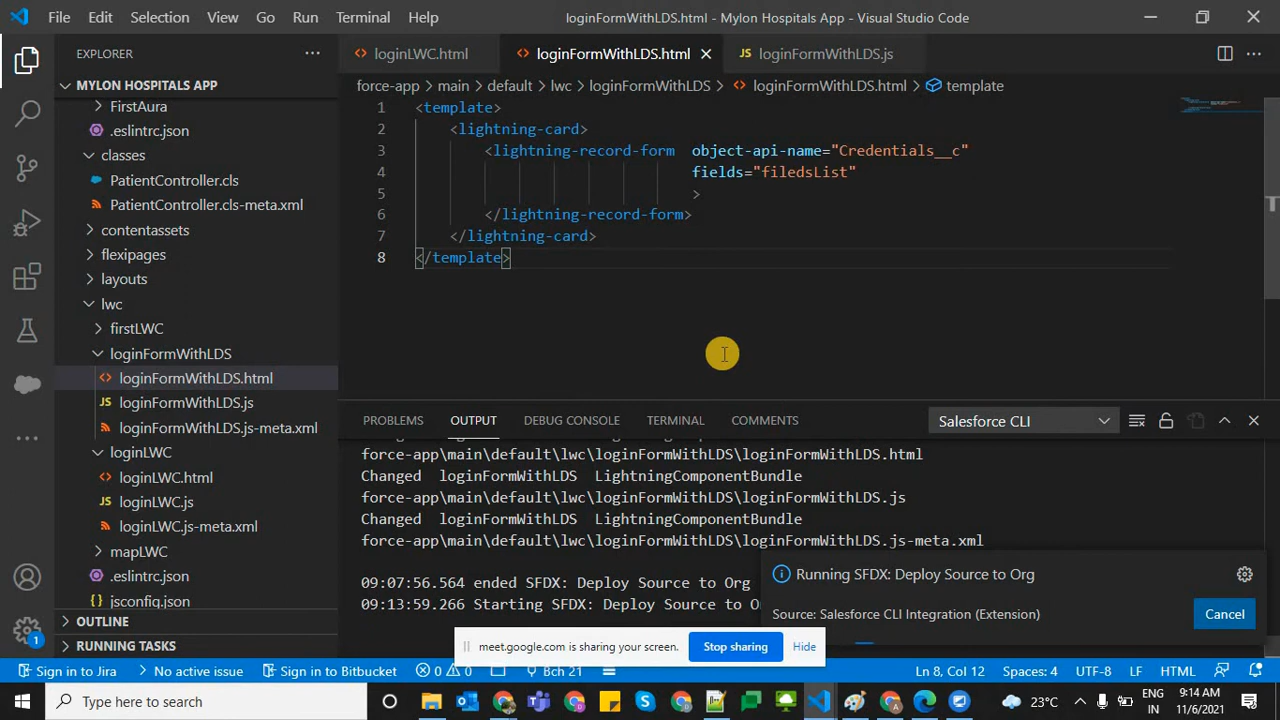 File Edit Selection View Go Run Terminal Help loginFormWithLDS.html - Mylon Hospitals App - Visual Studio Code
EXPLORER
MYLON HOSPITALS APP
FirstAura
.eslintrc.json
classes
PatientController.cls
PatientController.cls-meta.xml
contentassets
flexipages
layouts
lwc
firstLWC
loginFormWithLDS
loginFormWithLDS.html
loginFormWithLDS.js
loginFormWithLDS.js-meta.xml
loginLWC
loginLWC.html
loginLWC.js
loginLWC.js-meta.xml
mapLWC
.eslintrc.json
jsconfig.json
OUTLINE
RUNNING TASKS
loginLWC.html loginFormWithLDS.html JS loginFormWithLDS.js
force-app > main > default > lwc > loginFormWithLDS > loginFormWithLDS.html > template
1 <template>
2 <lightning-card>
3 <lightning-record-form object-api-name="Credentials__c"
4 fields="filedsList"
5 >
6 </lightning-record-form>
7 </lightning-card>
8 </template>
PROBLEMS OUTPUT DEBUG CONSOLE TERMINAL COMMENTS Salesforce CLI
force-app\main\default\lwc\loginFormWithLDS\loginFormWithLDS.html
Changed loginFormWithLDS LightningComponentBundle
force-app\main\default\lwc\loginFormWithLDS\loginFormWithLDS.js
Changed loginFormWithLDS LightningComponentBundle
force-app\main\default\lwc\loginFormWithLDS\loginFormWithLDS.js-meta.xml
09:07:56.564 ended SFDX: Deploy Source to Org
09:13:59.266 Starting SFDX: Deploy Source to
Running SFDX: Deploy Source to Org
Source: Salesforce CLI Integration (Extension) Cancel
meet.google.com is sharing your screen. Stop sharing Hide
1
Sign in to Jira No active issue Sign in to Bitbucket 0 0 Bch 21 Ln 8, Col 12 Spaces: 4 UTF-8 LF HTML
Type here to search 23°C ENG 9:14 AM
IN 11/6/2021